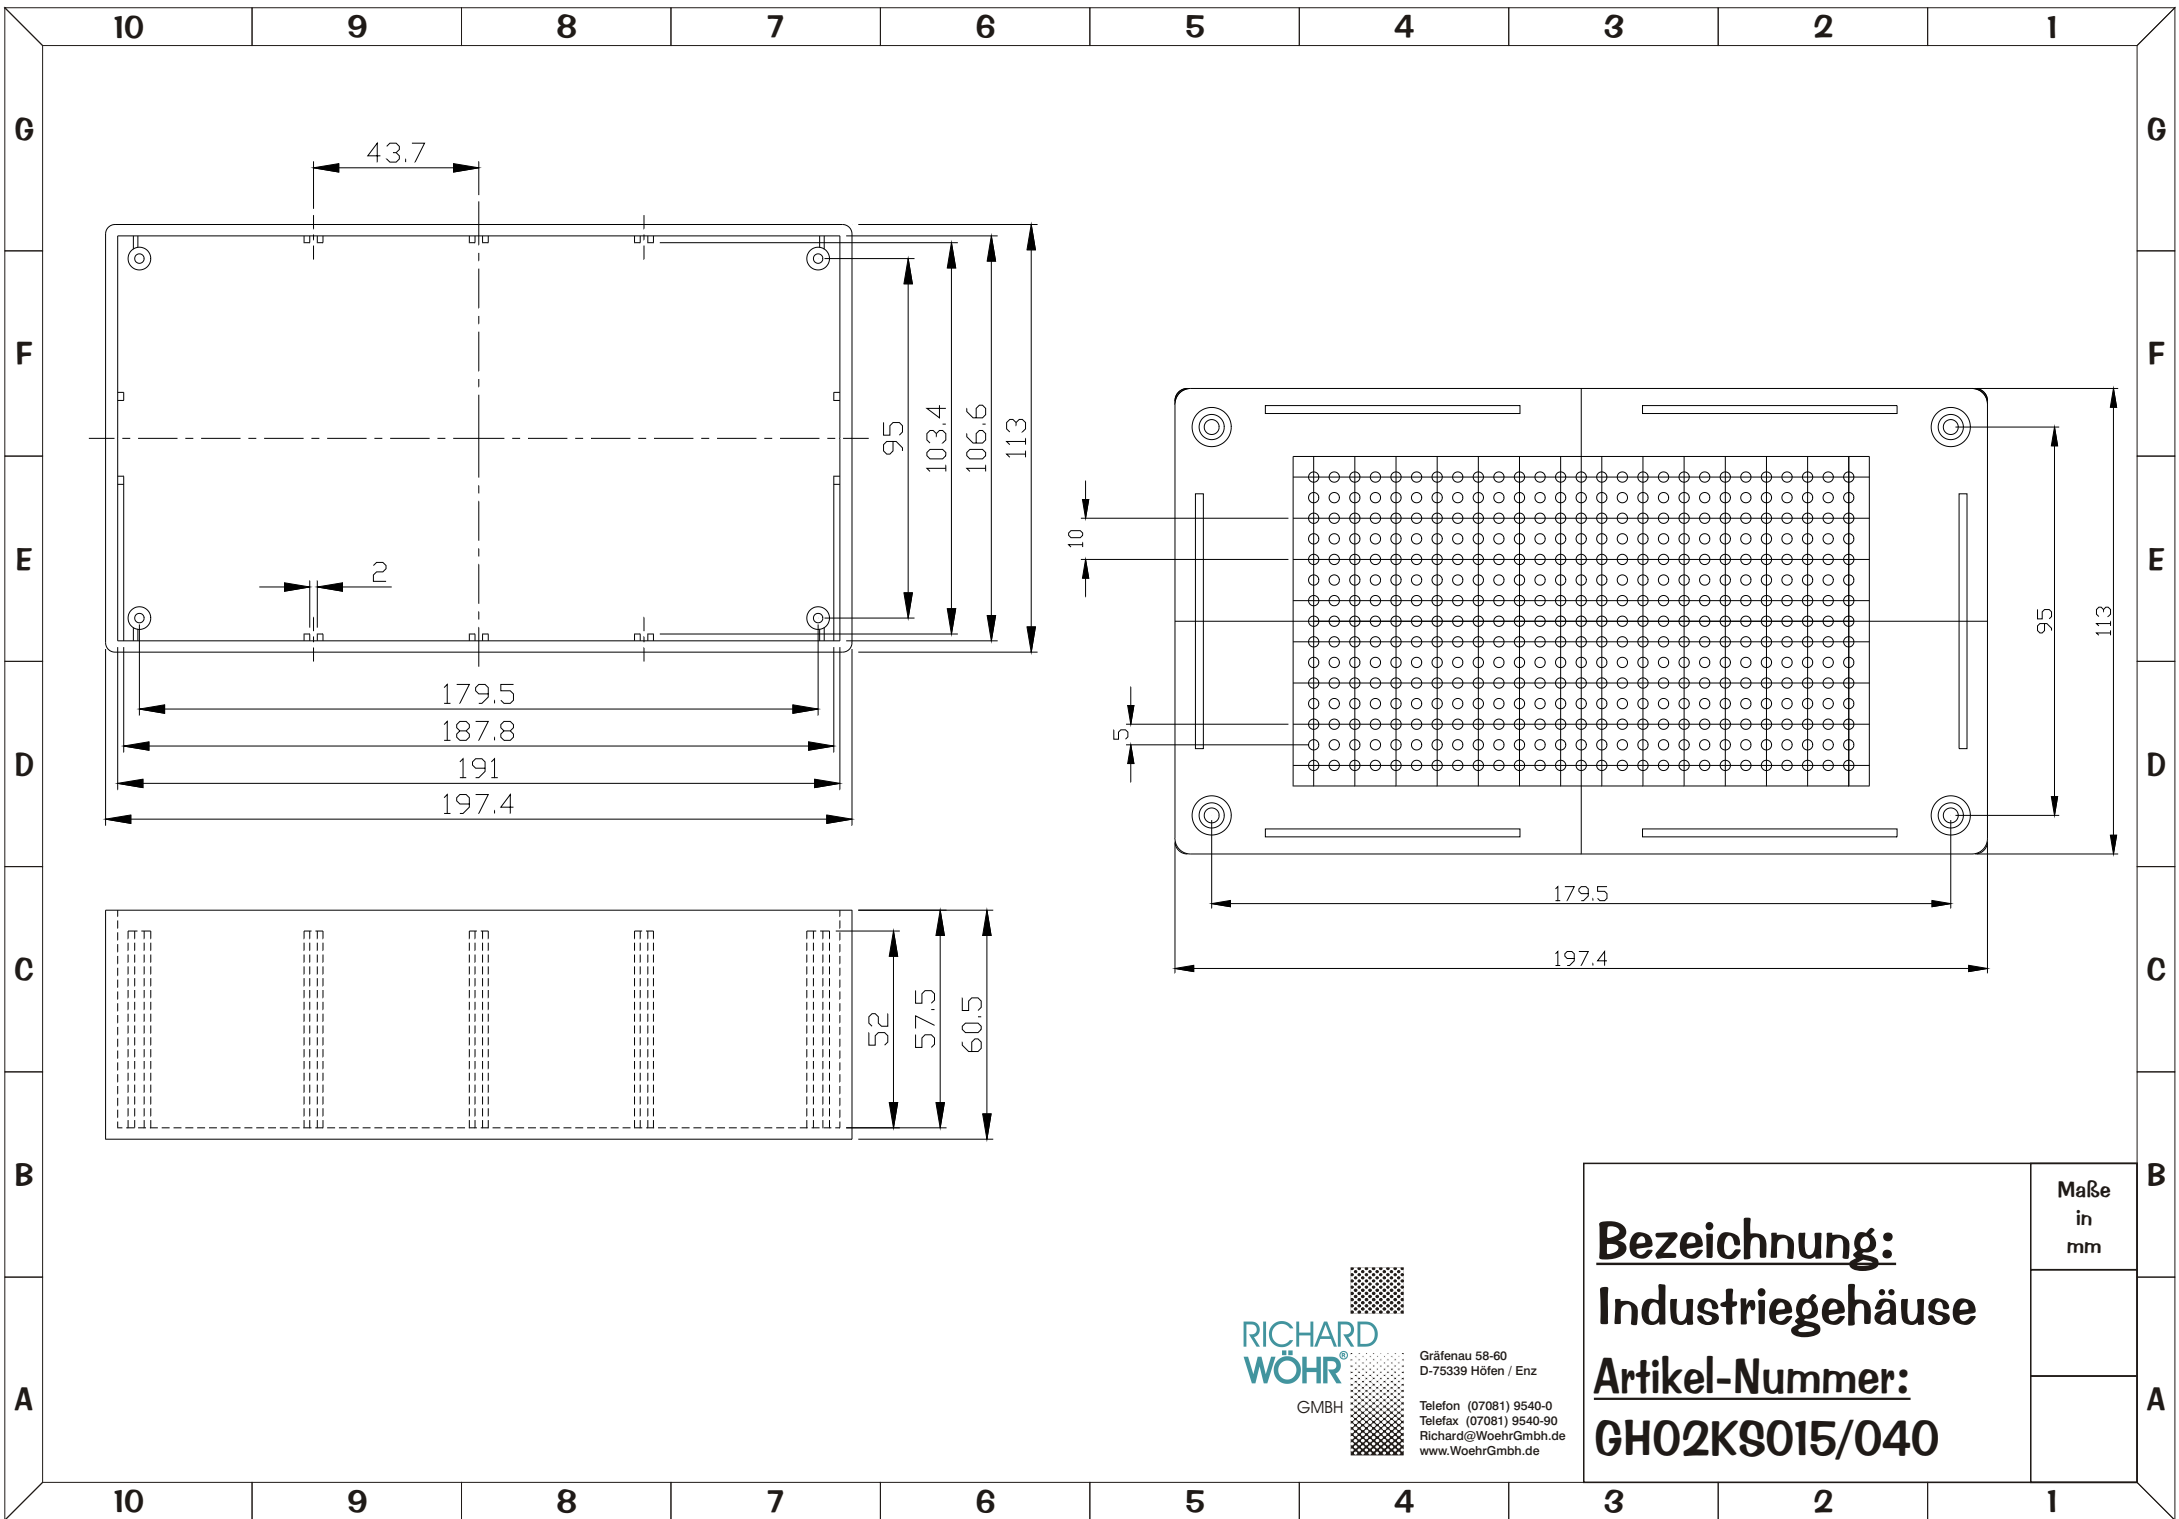 10 9 8 7 6 5 4 3 2 1
G G
43.7
F F
95
103.4
106.6
113
10
95
113
E E
2
5
179.5
187.8
191
197.4
D D
179.5
197.4
C C
52
57.5
60.5
B B
Maße
in
mm
Bezeichnung:
Industriegehäuse
Artikel-Nummer:
GH02KS015/040
RICHARD
WÖHR®
GMBH
Gräfenau 58-60
D-75339 Höfen / Enz
Telefon (07081) 9540-0
Telefax (07081) 9540-90
Richard@WoehrGmbh.de
www.WoehrGmbh.de
A A
10 9 8 7 6 5 4 3 2 1